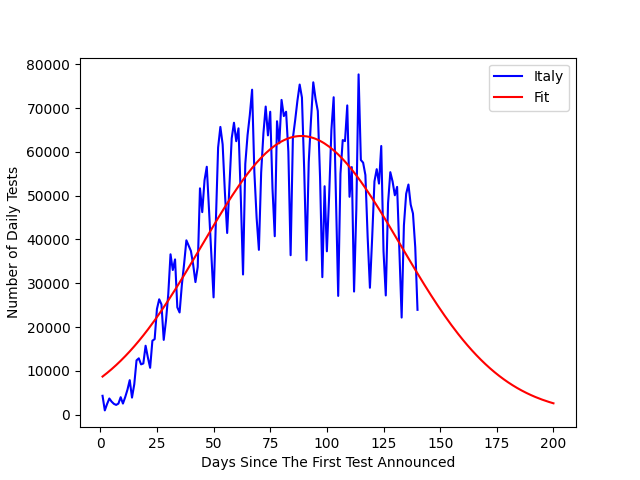 80000
70000
60000
50000
40000
30000
20000
10000
0
Number of Daily Tests
0 25 50 75 100 125 150 175 200
Days Since The First Test Announced
Italy
Fit